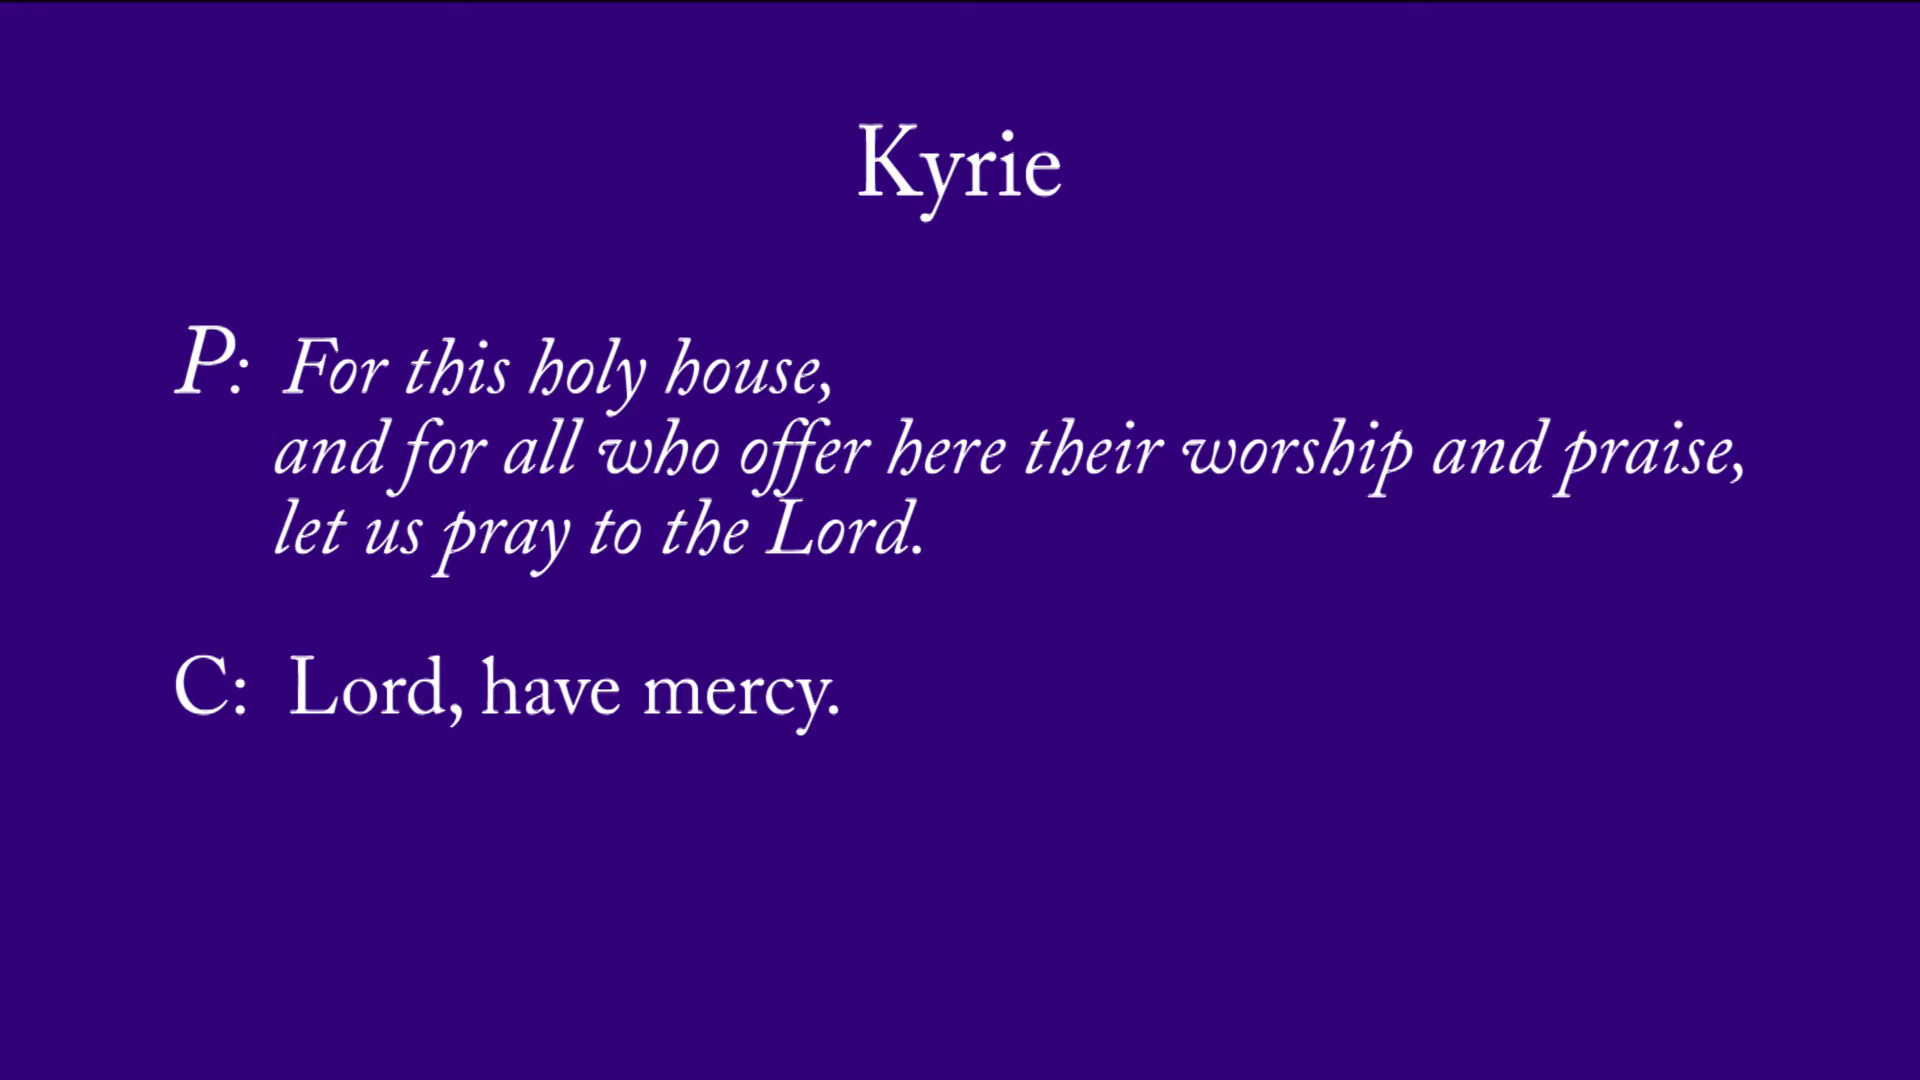 Kyrie
P: For this holy house,
and for all who offer here their worship and praise,
let us pray to the Lord.
C: Lord, have mercy.